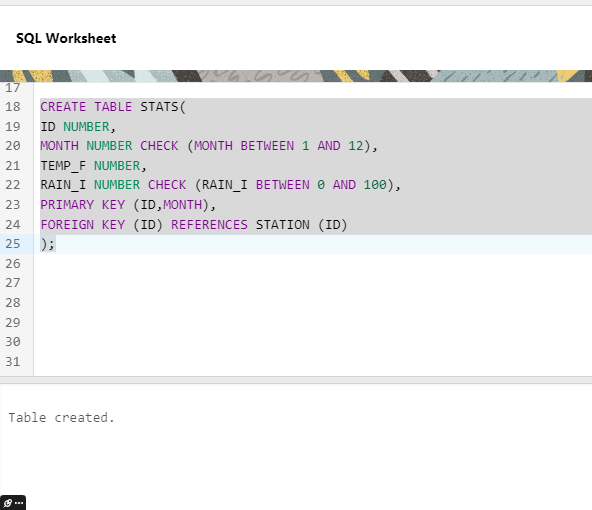 SQL Worksheet
17
18 CREATE TABLE STATS(
19 ID NUMBER,
20 MONTH NUMBER CHECK (MONTH BETWEEN 1 AND 12),
21 TEMP_F NUMBER,
22 RAIN_I NUMBER CHECK (RAIN_I BETWEEN 0 AND 100),
23 PRIMARY KEY (ID,MONTH),
24 FOREIGN KEY (ID) REFERENCES STATION (ID)
25 );
26
27
28
29
30
31
Table created.